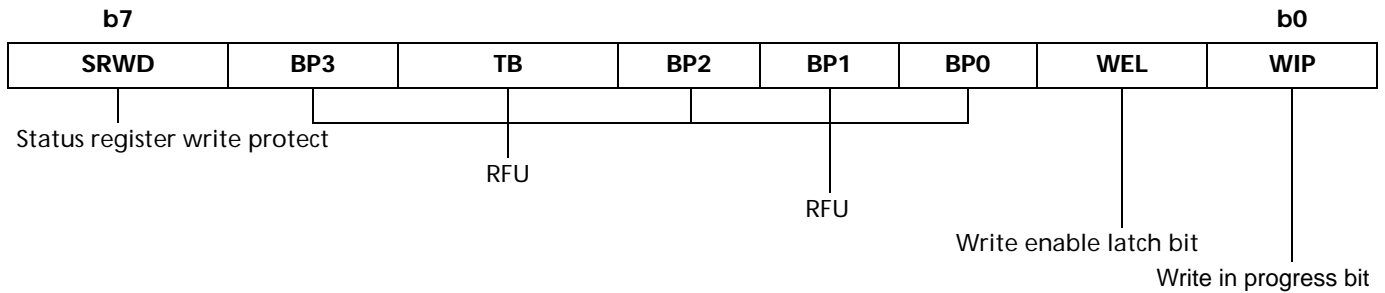 b7 b0
SRWD BP3 TB BP2 BP1 BP0 WEL WIP
Status register write protect
RFU
RFU
Write enable latch bit
Write in progress bit